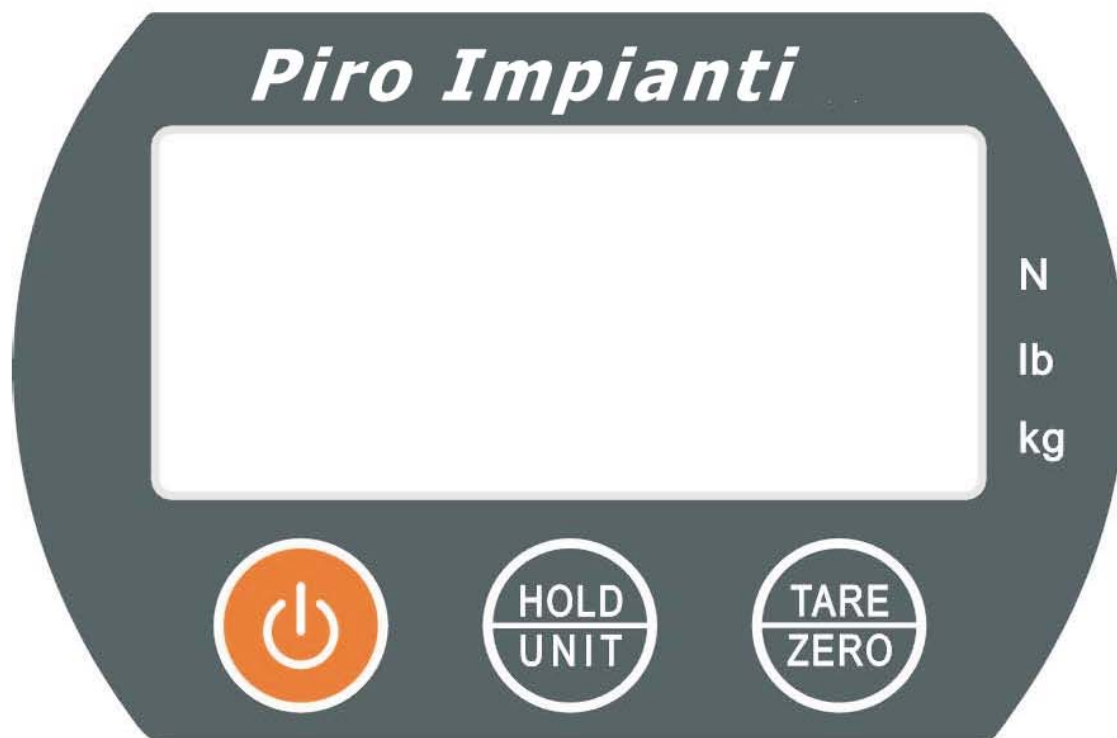 Piro Impianti
N
lb
kg
HOLD
UNIT
TARE
ZERO